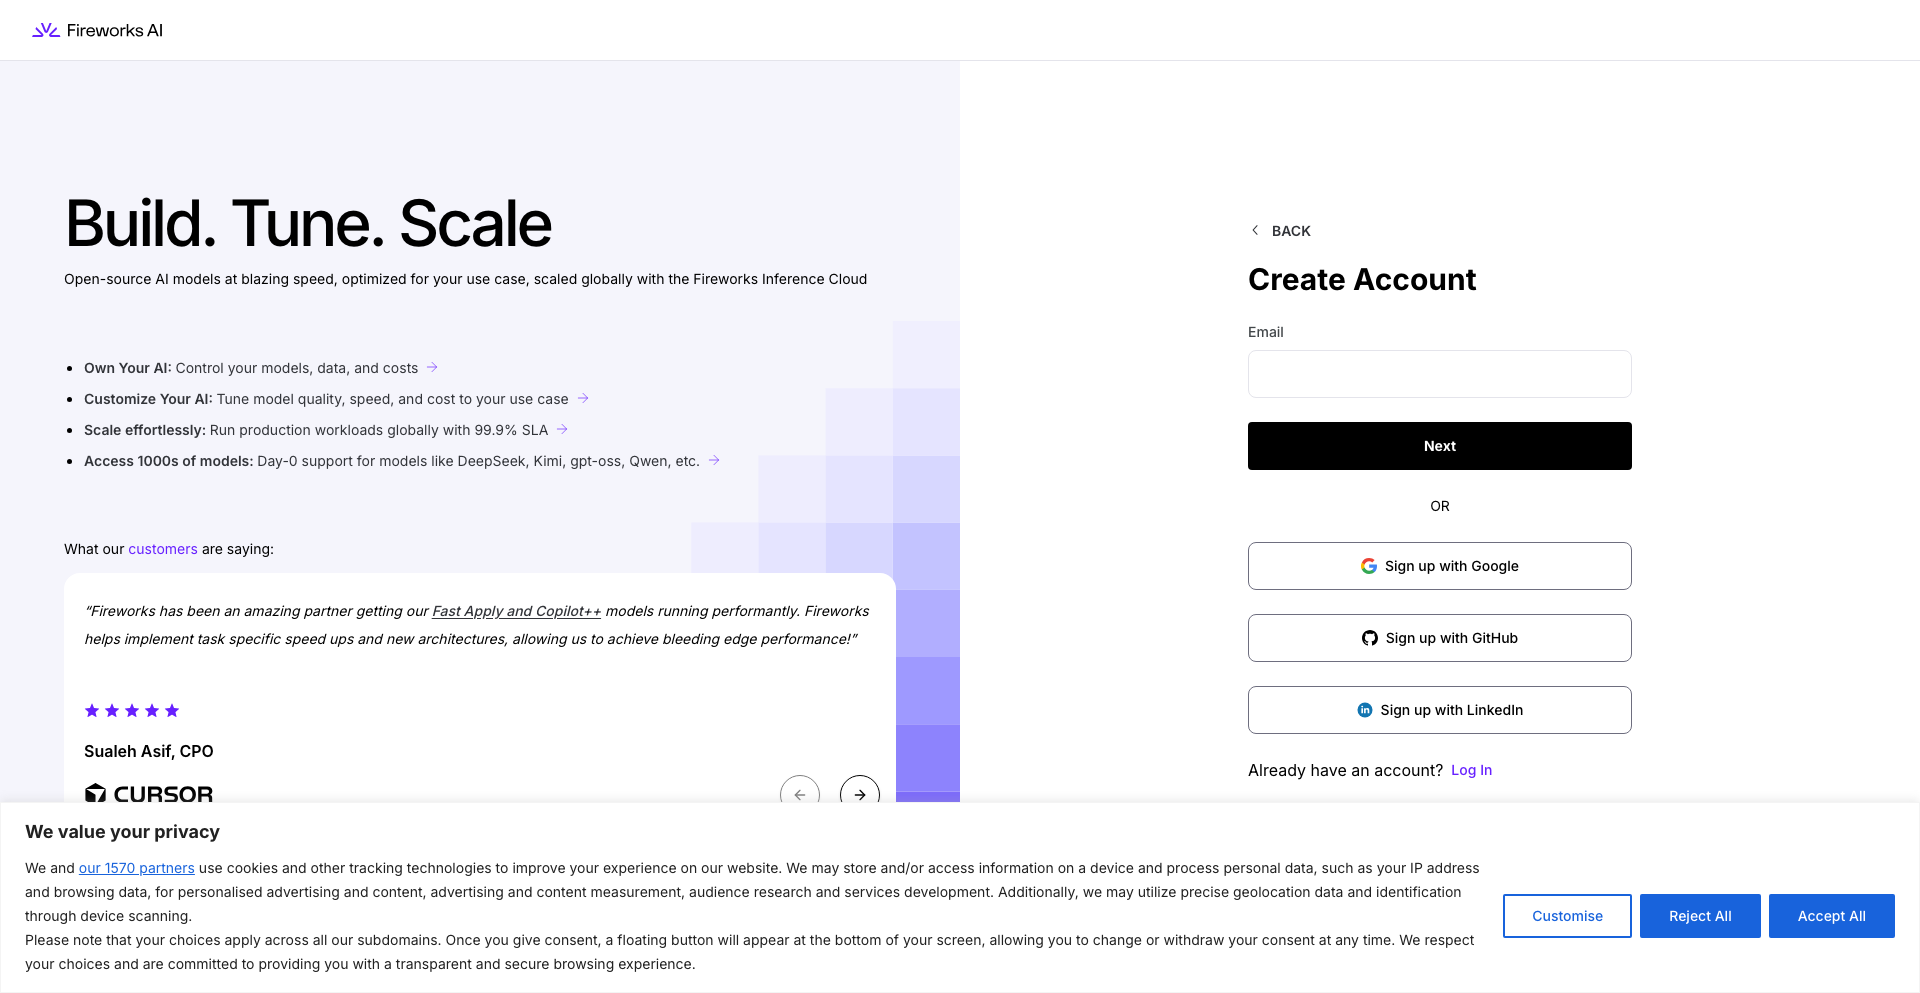 Fireworks AI
Build. Tune. Scale
Open-source AI models at blazing speed, optimized for your use case, scaled globally with the Fireworks Inference Cloud
Own Your AI: Control your models, data, and costs
Customize Your AI: Tune model quality, speed, and cost to your use case
Scale effortlessly: Run production workloads globally with 99.9% SLA
Access 1000s of models: Day-0 support for models like DeepSeek, Kimi, gpt-oss, Qwen, etc.
What our customers are saying:
“Fireworks has been an amazing partner getting our Fast Apply and Copilot++ models running performantly. Fireworks
helps implement task specific speed ups and new architectures, allowing us to achieve bleeding edge performance!”
Sualeh Asif, CPO
CURSOR
BACK
Create Account
Email
Next
OR
Sign up with Google
Sign up with GitHub
Sign up with LinkedIn
Already have an account? Log In
We value your privacy
We and our 1570 partners use cookies and other tracking technologies to improve your experience on our website. We may store and/or access information on a device and process personal data, such as your IP address
and browsing data, for personalised advertising and content, advertising and content measurement, audience research and services development. Additionally, we may utilize precise geolocation data and identification
through device scanning.
Please note that your choices apply across all our subdomains. Once you give consent, a floating button will appear at the bottom of your screen, allowing you to change or withdraw your consent at any time. We respect
your choices and are committed to providing you with a transparent and secure browsing experience.
Customise
Reject All
Accept All